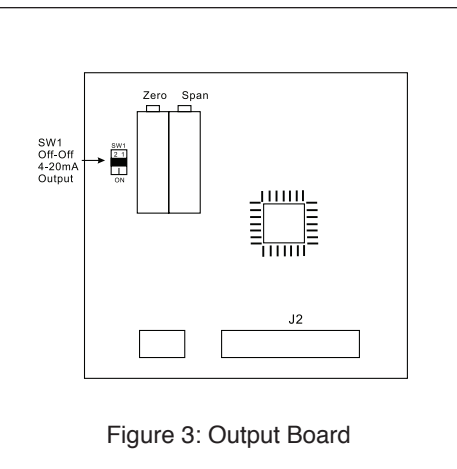 Zero Span
SW1
Off-Off
4-20mA
Output
SW1
2 1
ON
J2
Figure 3: Output Board